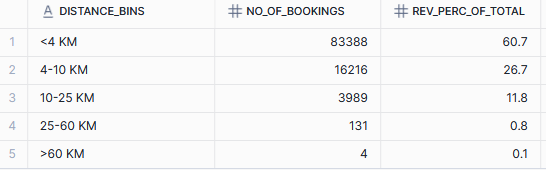 A DISTANCE_BINS # NO_OF_BOOKINGS # REV_PERC_OF_TOTAL
1 <4 KM 83388 60.7
2 4-10 KM 16216 26.7
3 10-25 KM 3989 11.8
4 25-60 KM 131 0.8
5 >60 KM 4 0.1